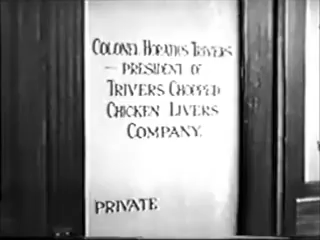 COLONEL HORATIUS TRIVERS
— PRESIDENT OF
TRIVERS CHOPPED
CHICKEN LIVERS
COMPANY.
PRIVATE